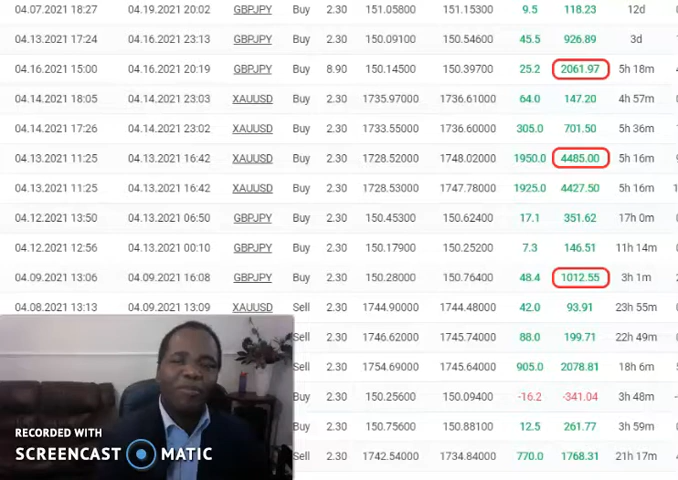 04.07.2021 18:27 04.19.2021 20:02 GBPJPY Buy 2.30 151.05800 151.15300 9.5 118.23 12d
04.13.2021 17:24 04.16.2021 23:13 GBPJPY Buy 2.30 150.09100 150.54600 45.5 926.89 3d
04.16.2021 15:00 04.16.2021 20:19 GBPJPY Buy 8.90 150.14500 150.39700 25.2 2061.97 5h 18m
04.14.2021 18:05 04.14.2021 23:03 XAUUSD Buy 2.30 1735.97000 1736.61000 64.0 147.20 4h 57m
04.14.2021 17:26 04.14.2021 23:02 XAUUSD Buy 2.30 1733.55000 1736.60000 305.0 701.50 5h 36m
04.13.2021 11:25 04.13.2021 16:42 XAUUSD Buy 2.30 1728.52000 1748.02000 1950.0 4485.00 5h 16m
04.13.2021 11:25 04.13.2021 16:42 XAUUSD Buy 2.30 1728.53000 1747.78000 1925.0 4427.50 5h 16m
04.12.2021 13:50 04.13.2021 06:50 GBPJPY Buy 2.30 150.45300 150.62400 17.1 351.62 17h 0m
04.12.2021 12:56 04.13.2021 00:10 GBPJPY Buy 2.30 150.17900 150.25200 7.3 146.51 11h 14m
04.09.2021 13:06 04.09.2021 16:08 GBPJPY Buy 2.30 150.28000 150.76400 48.4 1012.55 3h 1m
04.08.2021 13:13 04.09.2021 13:09 XAUUSD Sell 2.30 1744.90000 1744.48000 42.0 93.91 23h 55m
Sell 2.30 1746.62000 1745.74000 88.0 199.71 22h 49m
Sell 2.30 1754.69000 1745.64000 905.0 2078.81 18h 6m
Buy 2.30 150.25600 150.09400 -16.2 -341.04 3h 48m
Buy 2.30 150.75600 150.88100 12.5 261.77 3h 59m
Sell 2.30 1742.54000 1734.84000 770.0 1768.31 21h 17m
RECORDED WITH
SCREENCAST MATIC